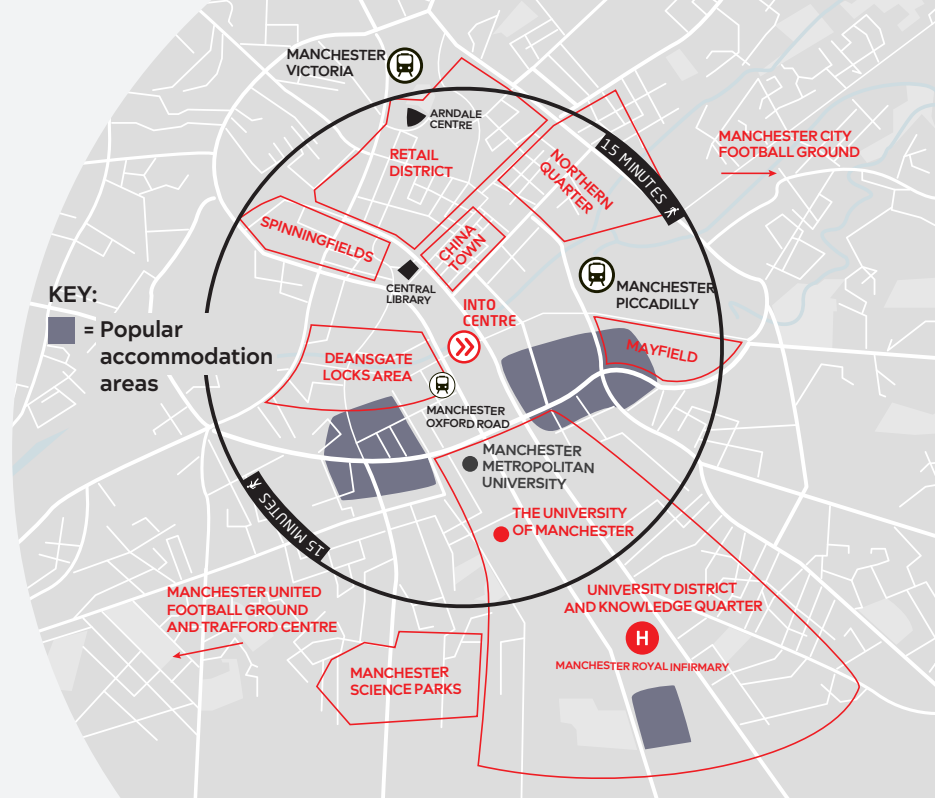 MANCHESTER
VICTORIA
ARNDALE
CENTRE
RETAIL
DISTRICT
NORTHERN
QUARTER
15 MINUTES
MANCHESTER CITY
FOOTBALL GROUND
SPINNINGFIELDS
CHINA
TOWN
CENTRAL
LIBRARY
MANCHESTER
PICCADILLY
KEY:
= Popular
accommodation
areas
INTO
CENTRE
DEANSGATE
LOCKS AREA
MAYFIELD
MANCHESTER
OXFORD ROAD
MANCHESTER
METROPOLITAN
UNIVERSITY
15 MINUTES
THE UNIVERSITY
OF MANCHESTER
MANCHESTER UNITED
FOOTBALL GROUND
AND TRAFFORD CENTRE
UNIVERSITY DISTRICT
AND KNOWLEDGE QUARTER
H
MANCHESTER ROYAL INFIRMARY
MANCHESTER
SCIENCE PARKS